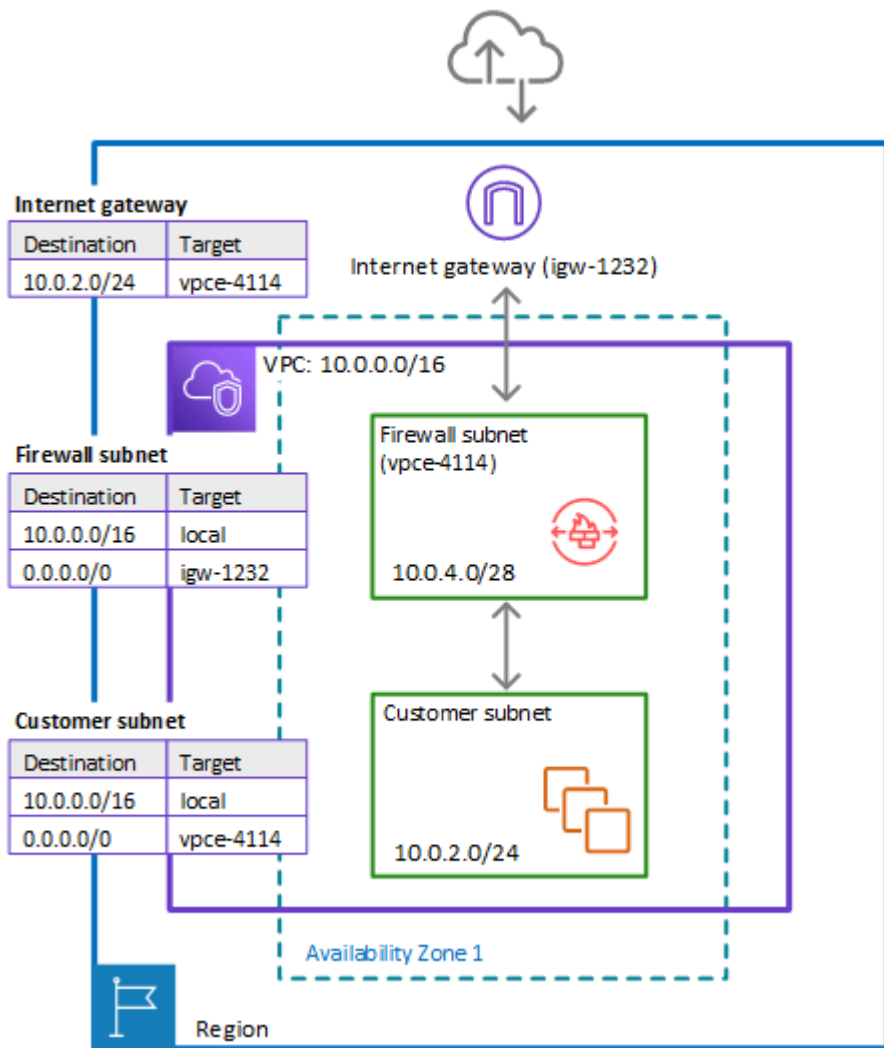 Internet gateway
Destination Target
10.0.2.0/24 vpce-4114
Internet gateway (igw-1232)
VPC: 10.0.0.0/16
Firewall subnet
Destination Target
10.0.0.0/16 local
0.0.0.0/0 igw-1232
Firewall subnet
(vpce-4114)
10.0.4.0/28
Customer subnet
Destination Target
10.0.0.0/16 local
0.0.0.0/0 vpce-4114
Customer subnet
10.0.2.0/24
Availability Zone 1
Region